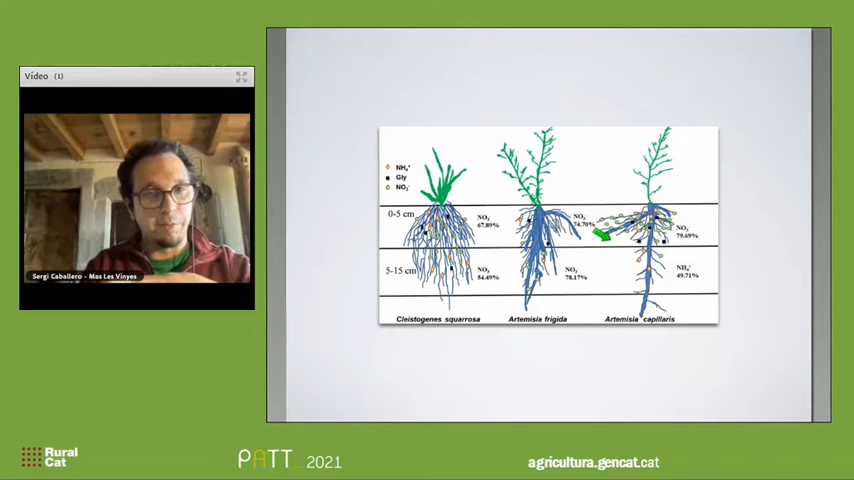 Vídeo (1)
Sergi Caballero - Mas Les Vinyes
NH₄⁺
Gly
NO₃⁻
0-5 cm
5-15 cm
NO₃⁻
67.89%
NO₃⁻
54.49%
NO₃⁻
74.70%
NO₃⁻
78.17%
NO₃⁻
79.69%
NH₄⁺
49.71%
Cleistogenes squarrosa
Artemisia frigida
Artemisia capillaris
Rural
Cat
PATT_ 2021
agricultura.gencat.cat